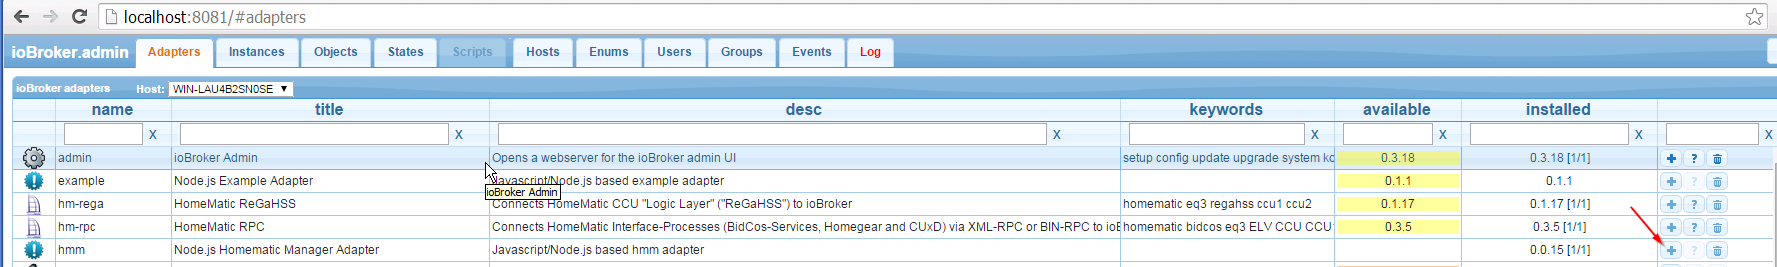 localhost:8081/#adapters
ioBroker.admin Adapters Instances Objects States Scripts Hosts Enums Users Groups Events Log
ioBroker adapters Host: WIN-LAU4B2SN0SE
name title desc keywords available installed
x x x x x x x
admin ioBroker Admin Opens a webserver for the ioBroker admin UI setup config update upgrade system ko 0.3.18 0.3.18 [1/1] ?
example Node.js Example Adapter Javascript/Node.js based example adapter 0.1.1 0.1.1 ?
ioBroker Admin
hm-rega HomeMatic ReGaHSS Connects HomeMatic CCU "Logic Layer" ("ReGaHSS") to ioBroker homematic eq3 regahss ccu1 ccu2 0.1.17 0.1.17 [1/1] ?
hm-rpc HomeMatic RPC Connects HomeMatic Interface-Processes (BidCos-Services, Homegear and CUxD) via XML-RPC or BIN-RPC to ioB homematic bidcos eq3 ELV CCU CCU1 0.3.5 0.3.5 [1/1] ?
hmm Node.js Homematic Manager Adapter Javascript/Node.js based hmm adapter 0.0.15 [1/1] ?